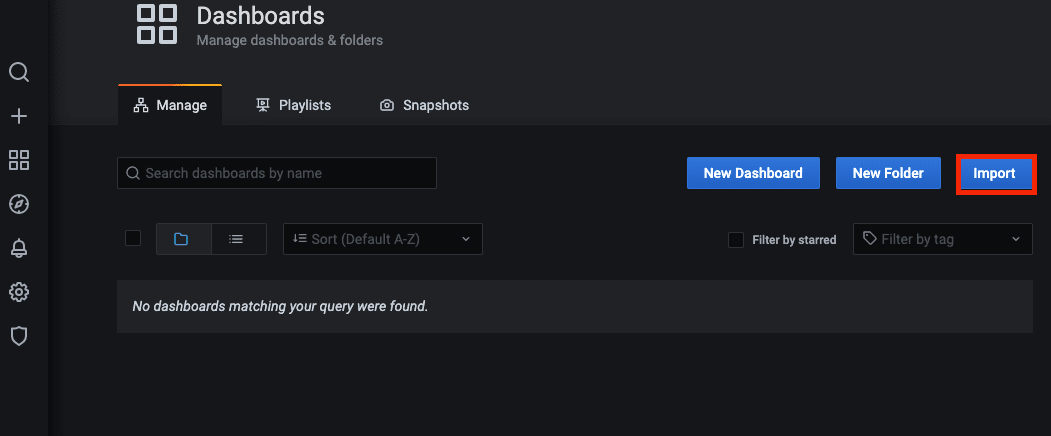 Dashboards
Manage dashboards & folders
Manage Playlists Snapshots
Search dashboards by name New Dashboard New Folder Import
Sort (Default A-Z) Filter by starred Filter by tag
No dashboards matching your query were found.